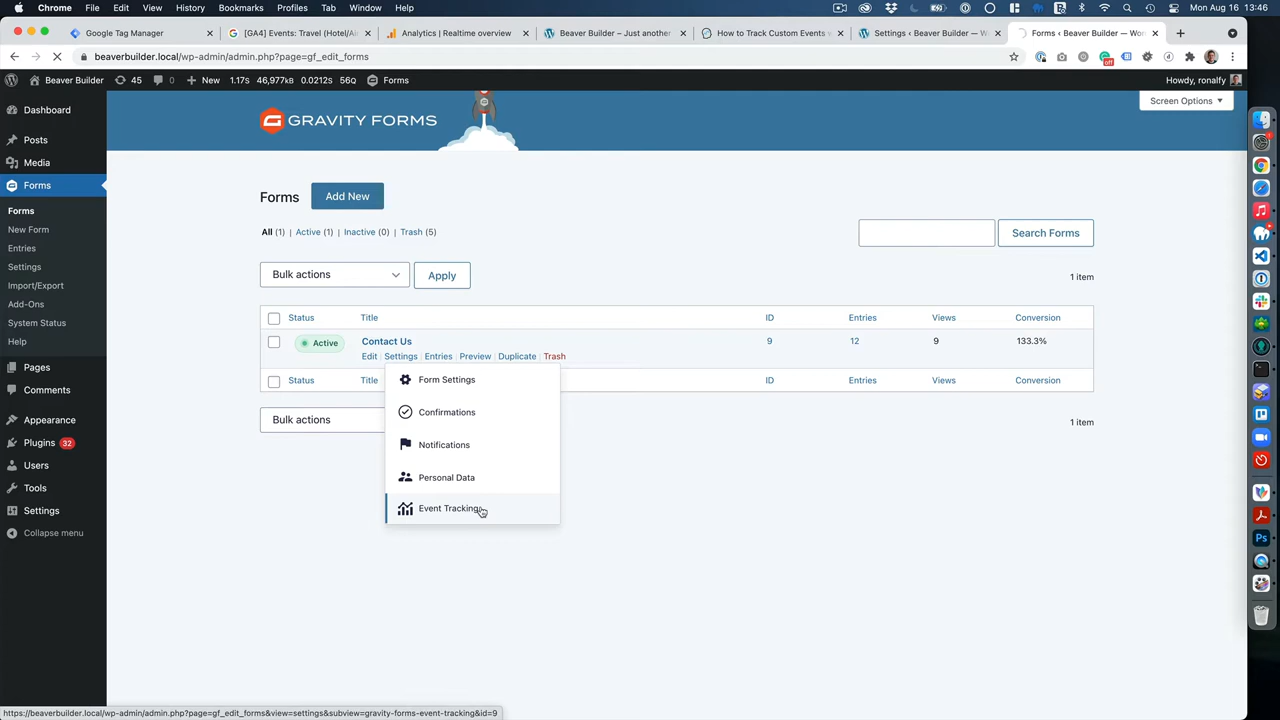 Chrome File Edit View History Bookmarks Profiles Tab Window Help Mon Aug 16 13:46
Google Tag Manager [GA4] Events: Travel (Hotel/Air Analytics | Realtime overview Beaver Builder – Just another How to Track Custom Events v Settings ‹ Beaver Builder — W Forms ‹ Beaver Builder — Wor
beaverbuilder.local/wp-admin/admin.php?page=gf_edit_forms
off
Beaver Builder 45 0 New 1.17s 46,977kB 0.0212s 56Q Forms Howdy, ronalfy
Dashboard
Posts
Media
Forms
Forms
New Form
Entries
Settings
Import/Export
Add-Ons
System Status
Help
Pages
Comments
Appearance
Plugins 32
Users
Tools
Settings
Collapse menu
GRAVITY FORMS
Screen Options ▼
Forms Add New
All (1) | Active (1) | Inactive (0) | Trash (5)
Search Forms
Bulk actions Apply 1 item
Status Title ID Entries Views Conversion
Active Contact Us 9 12 9 133.3%
Edit | Settings | Entries | Preview | Duplicate | Trash
Form Settings
Confirmations
Notifications
Personal Data
Event Tracking
Status Title ID Entries Views Conversion
Bulk actions 1 item
https://beaverbuilder.local/wp-admin/admin.php?page=gf_edit_forms&view=settings&subview=gravity-forms-event-tracking&id=9